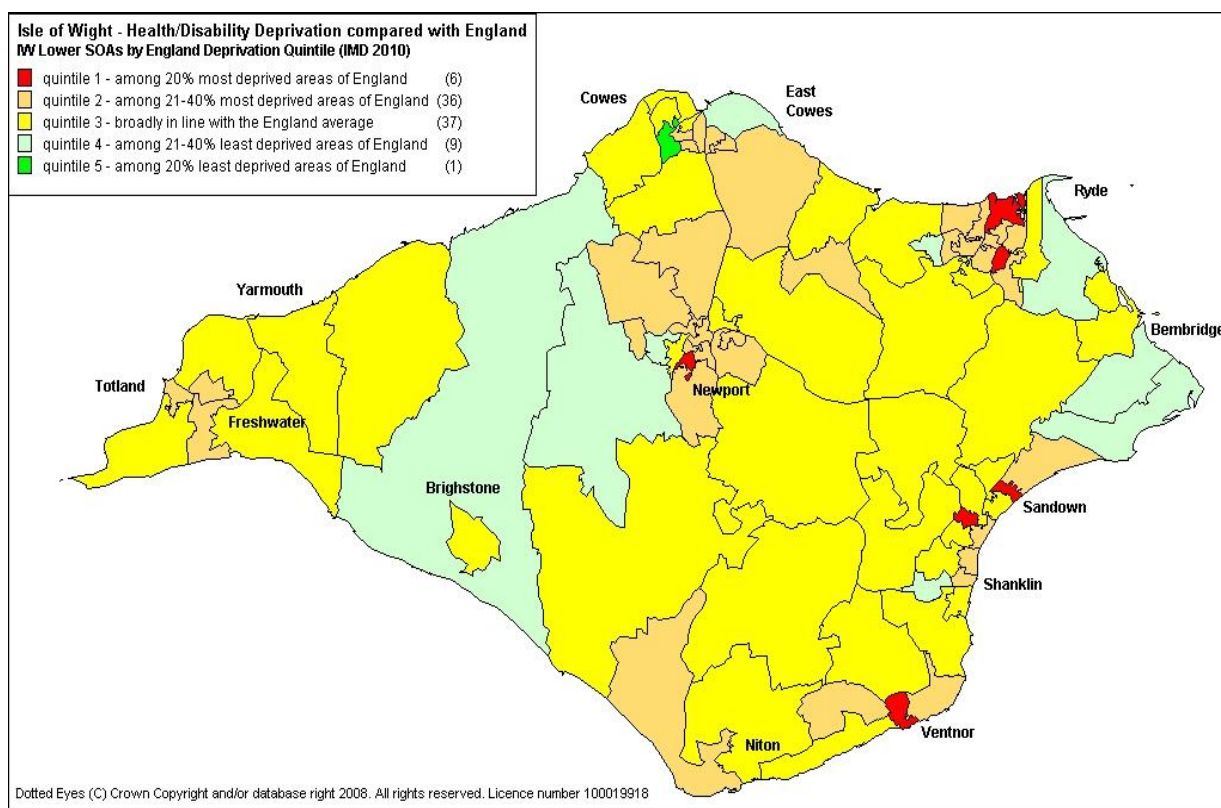 Isle of Wight - Health/Disability Deprivation compared with England
IW Lower SOAs by England Deprivation Quintile (IMD 2010)
quintile 1 - among 20% most deprived areas of England (6)
quintile 2 - among 21-40% most deprived areas of England (36)
quintile 3 - broadly in line with the England average (37)
quintile 4 - among 21-40% least deprived areas of England (9)
quintile 5 - among 20% least deprived areas of England (1)
Cowes
East
Cowes
Ryde
Yarmouth
Bembridge
Totland
Newport
Freshwater
Brighstone
Sandown
Shanklin
Niton
Ventnor
Dotted Eyes (C) Crown Copyright and/or database right 2008. All rights reserved. Licence number 100019918